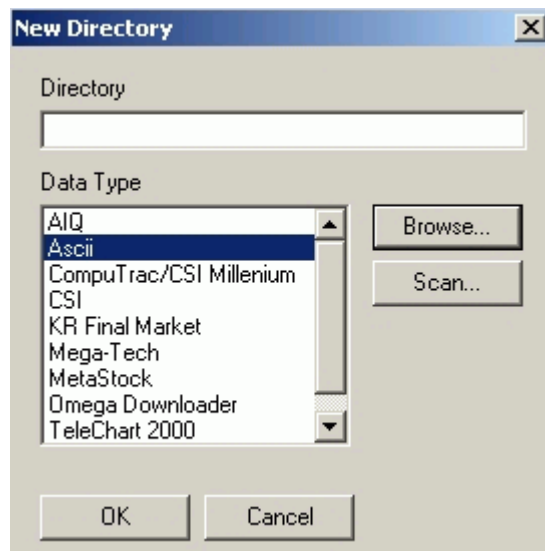 New Directory
Directory
Data Type
AIQ
Ascii
CompuTrac/CSI Millenium
CSI
KR Final Market
Mega-Tech
MetaStock
Omega Downloader
TeleChart 2000
Browse...
Scan...
OK
Cancel